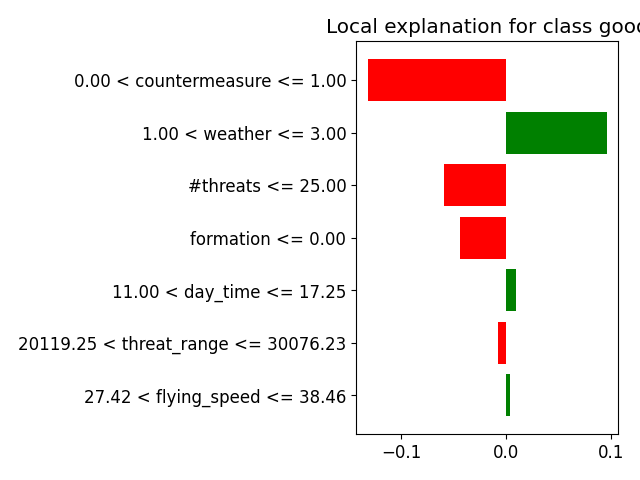 Local explanation for class good
0.00 < countermeasure <= 1.00
1.00 < weather <= 3.00
#threats <= 25.00
formation <= 0.00
11.00 < day_time <= 17.25
20119.25 < threat_range <= 30076.23
27.42 < flying_speed <= 38.46
−0.1 0.0 0.1